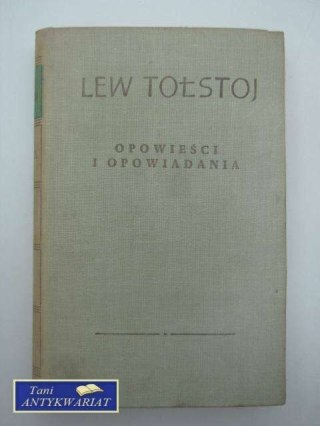 LEW TOŁSTOJ
OPOWIEŚCI
I OPOWIADANIA
Tani
ANTYKWARIAT